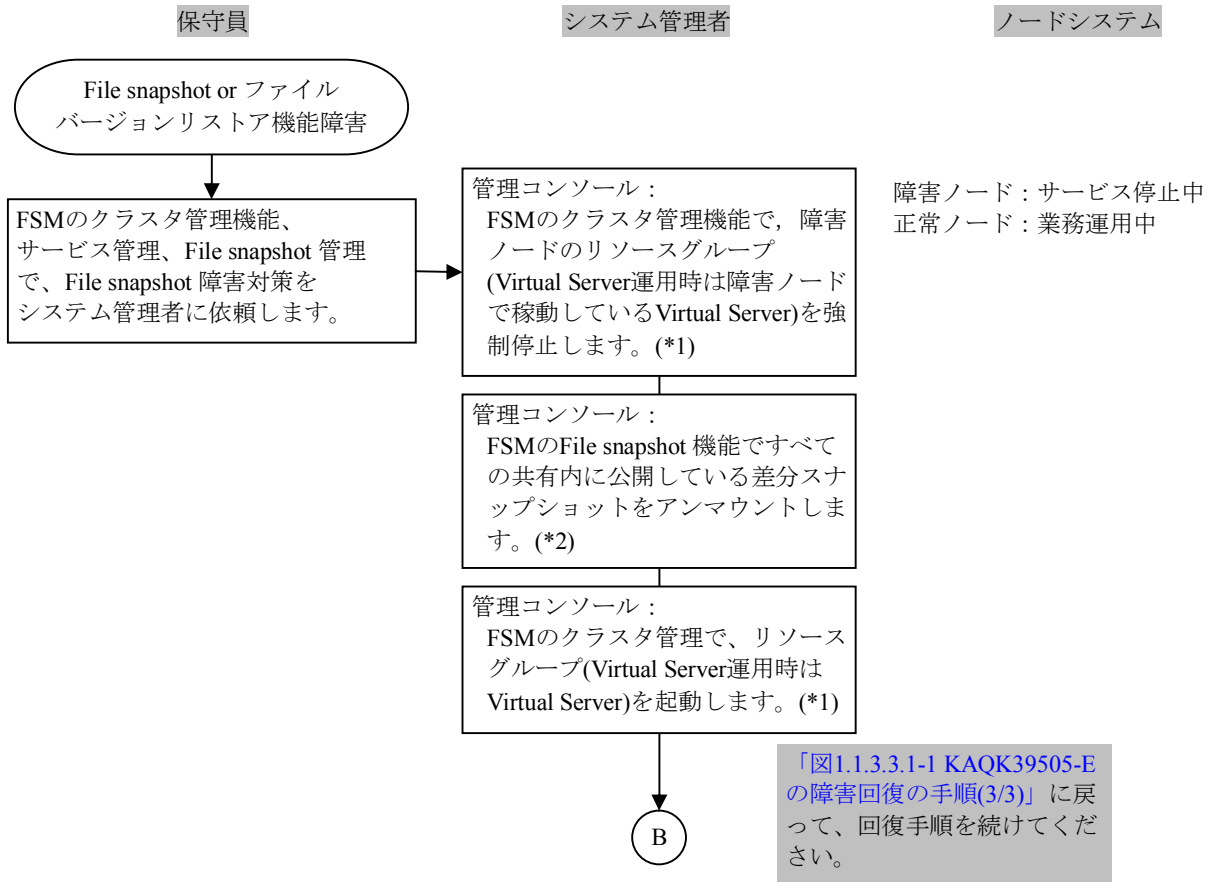 保守員
システム管理者
ノードシステム
File snapshot or ファイル
バージョンリストア機能障害
FSMのクラスタ管理機能、
サービス管理、File snapshot 管理
で、File snapshot 障害対策を
システム管理者に依頼します。
管理コンソール：
FSMのクラスタ管理機能で，障害
ノードのリソースグループ
(Virtual Server運用時は障害ノード
で稼動しているVirtual Server)を強
制停止します。(*1)
障害ノード：サービス停止中
正常ノード：業務運用中
管理コンソール：
FSMのFile snapshot 機能ですべて
の共有内に公開している差分スナ
ップショットをアンマウントしま
す。(*2)
管理コンソール：
FSMのクラスタ管理で、リソース
グループ(Virtual Server運用時は
Virtual Server)を起動します。(*1)
「図1.1.3.3.1-1 KAQK39505-E
の障害回復の手順(3/3)」に戻
って、回復手順を続けてくだ
さい。
B